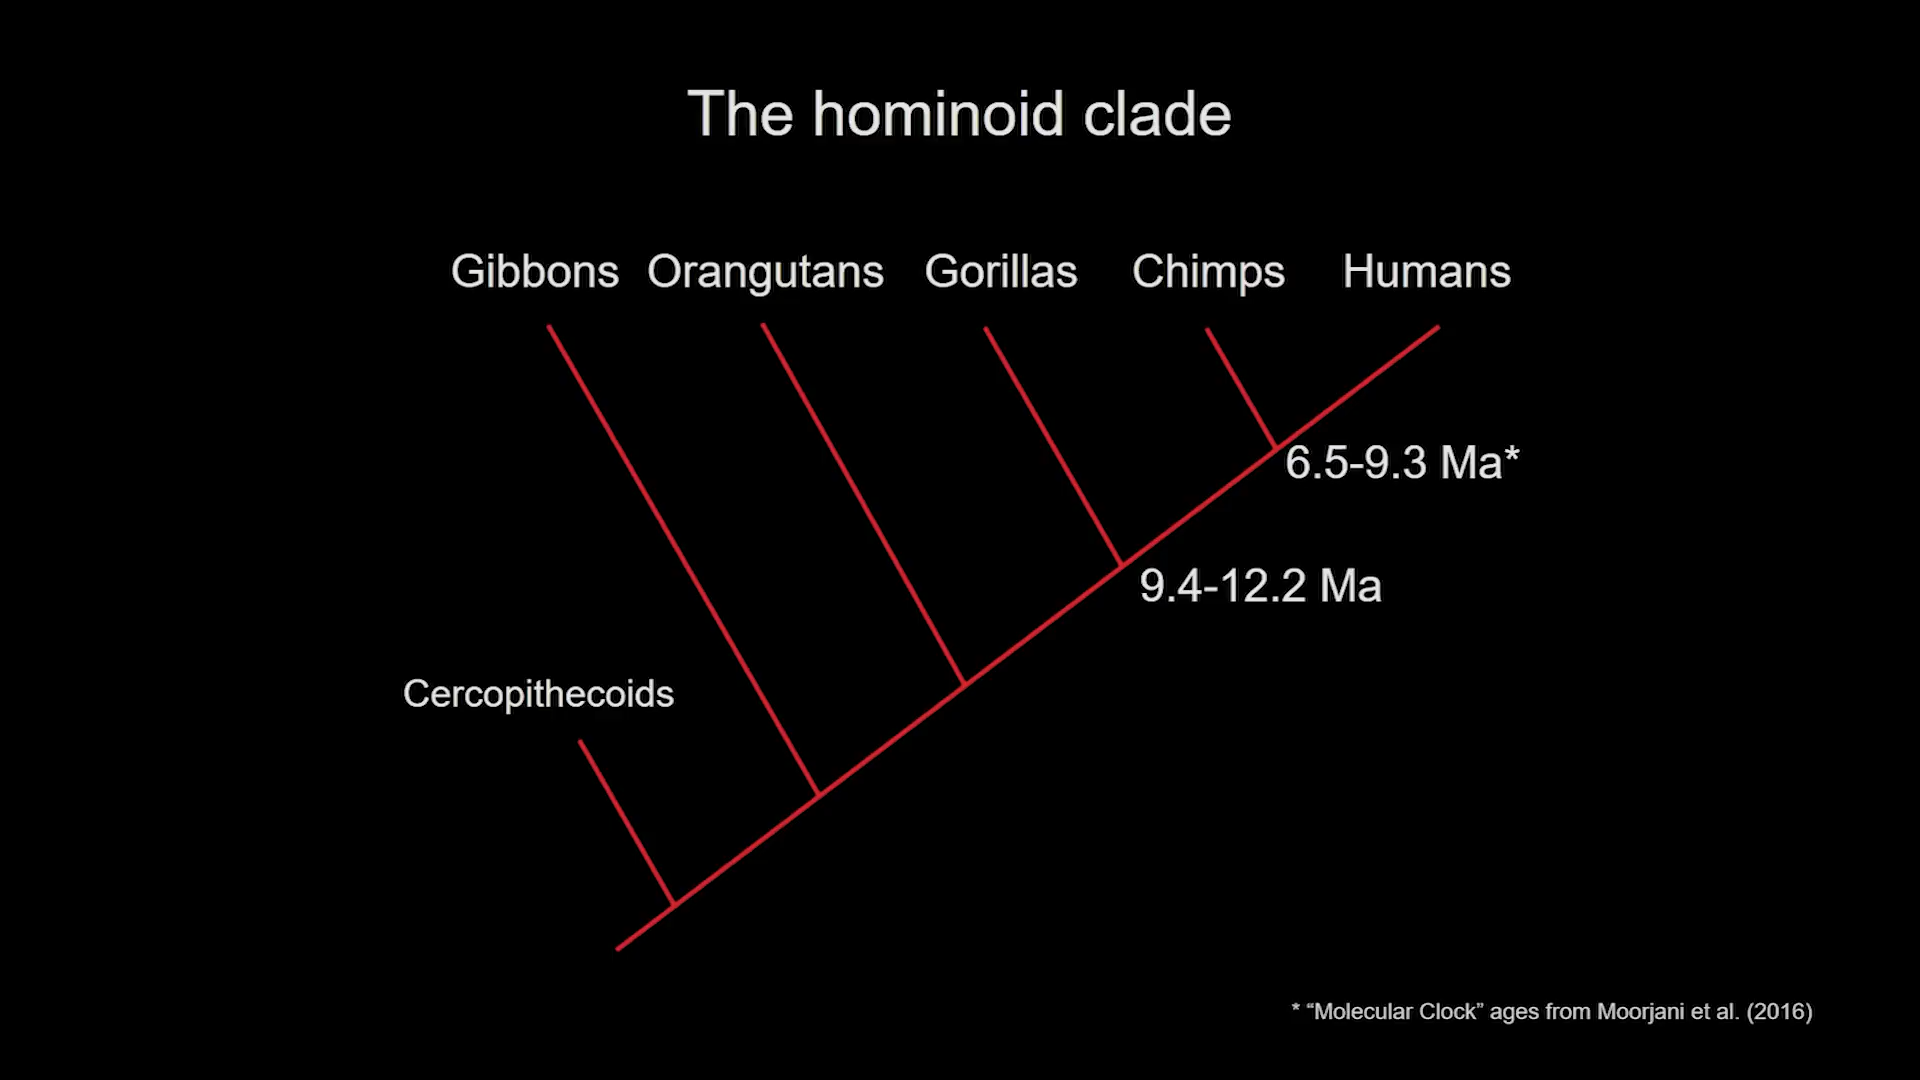 The hominoid clade
Gibbons Orangutans Gorillas Chimps Humans
6.5-9.3 Ma*
9.4-12.2 Ma
Cercopithecoids
* “Molecular Clock” ages from Moorjani et al. (2016)